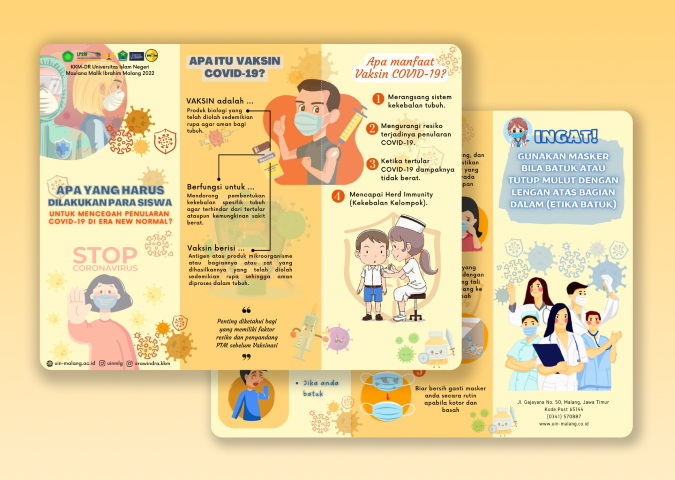 KKM-DR Universitas Islam Negeri
Maulana Malik Ibrahim Malang 2022
APA YANG HARUS
DILAKUKAN PARA SISWA
UNTUK MENCEGAH PENULARAN
COVID-19 DI ERA NEW NORMAL?
STOP
CORONAVIRUS
uin-malang.ac.id
uinmlg
arawindra.kkm
APA ITU VAKSIN
COVID-19?
VAKSIN adalah ...
Produk biologi yang
telah diolah sedemikian
rupa agar aman bagi
tubuh.
Berfungsi untuk ...
Mendorong pembentukan
kekebalan spesifik tubuh
agar terhindar dari tertular
ataupun kemungkinan sakit
berat.
Vaksin berisi ...
Antigen atau produk mikroorganisme
atau bagiannya atau zat yang
dihasilkannya yang telah diolah
sedemikian rupa sehingga aman
diproses dalam tubuh.
❝
Penting diketahui bagi
yang memiliki faktor
resiko dan penyandang
PTM sebelum Vaksinasi
❞
Apa manfaat
Vaksin COVID-19?
1 Merangsang sistem
kekebalan tubuh.
2 Mengurangi resiko
terjadinya penularan
COVID-19.
3 Ketika tertular
COVID-19 dampaknya
tidak berat.
4 Mencapai Herd Immunity
(Kekebalan Kelompok).
dan
yang
yang
dengan
tali
ke
• Jika anda
batuk
Biar bersih ganti masker
anda secara rutin
apabila kotor dan
basah
INGAT!
GUNAKAN MASKER
BILA BATUK ATAU
TUTUP MULUT DENGAN
LENGAN ATAS BAGIAN
DALAM (ETIKA BATUK)
Jl. Gajayana No. 50, Malang, Jawa Timur
Kode Post 65144
(0341) 570887
www.uin-malang.ac.id